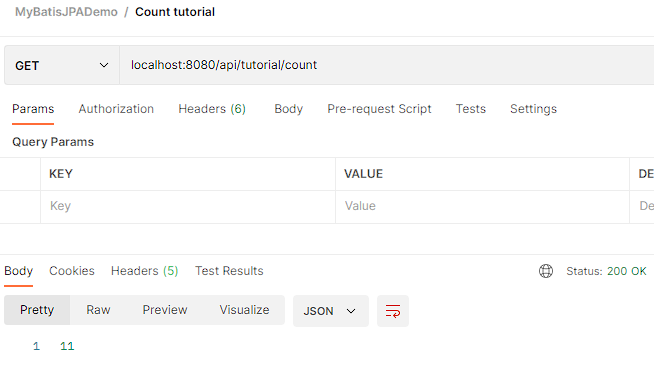 MyBatisJPADemo / Count tutorial
GET localhost:8080/api/tutorial/count
Params Authorization Headers (6) Body Pre-request Script Tests Settings
Query Params
KEY VALUE DE
Key Value De
Body Cookies Headers (5) Test Results Status: 200 OK
Pretty Raw Preview Visualize JSON
1 11